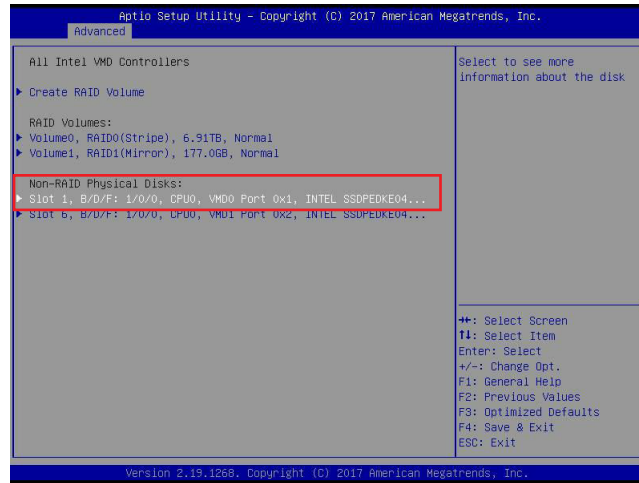 Aptio Setup Utility – Copyright (C) 2017 American Megatrends, Inc.
Advanced
All Intel VMD Controllers
Create RAID Volume
RAID Volumes:
Volume0, RAID0(Stripe), 6.91TB, Normal
Volume1, RAID1(Mirror), 177.0GB, Normal
Non-RAID Physical Disks:
Slot 1, B/D/F: 1/0/0, CPU0, VMD0 Port 0x1, INTEL SSDPEDKE04...
Slot 6, B/D/F: 1/0/0, CPU0, VMD1 Port 0x2, INTEL SSDPEDKE04...
Select to see more
information about the disk
→←: Select Screen
↑↓: Select Item
Enter: Select
+/-: Change Opt.
F1: General Help
F2: Previous Values
F3: Optimized Defaults
F4: Save & Exit
ESC: Exit
Version 2.19.1268. Copyright (C) 2017 American Megatrends, Inc.